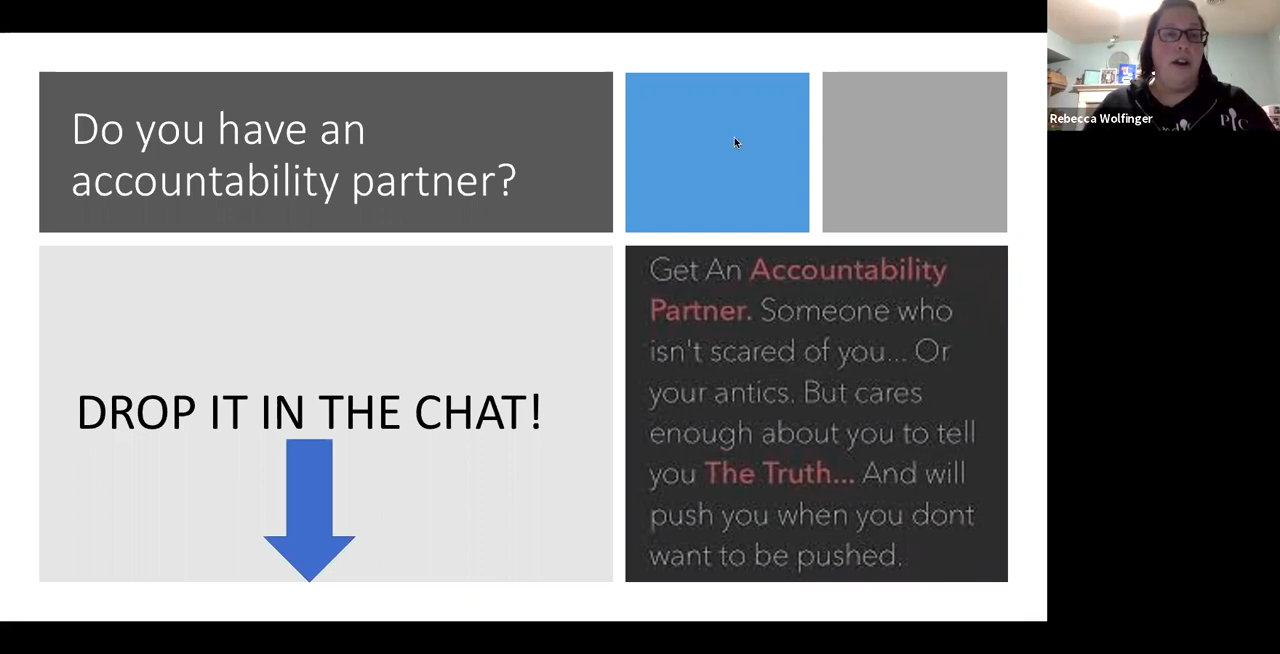 Do you have an
accountability partner?
DROP IT IN THE CHAT!
Get An Accountability
Partner. Someone who
isn't scared of you... Or
your antics. But cares
enough about you to tell
you The Truth... And will
push you when you dont
want to be pushed.
Rebecca Wolfinger